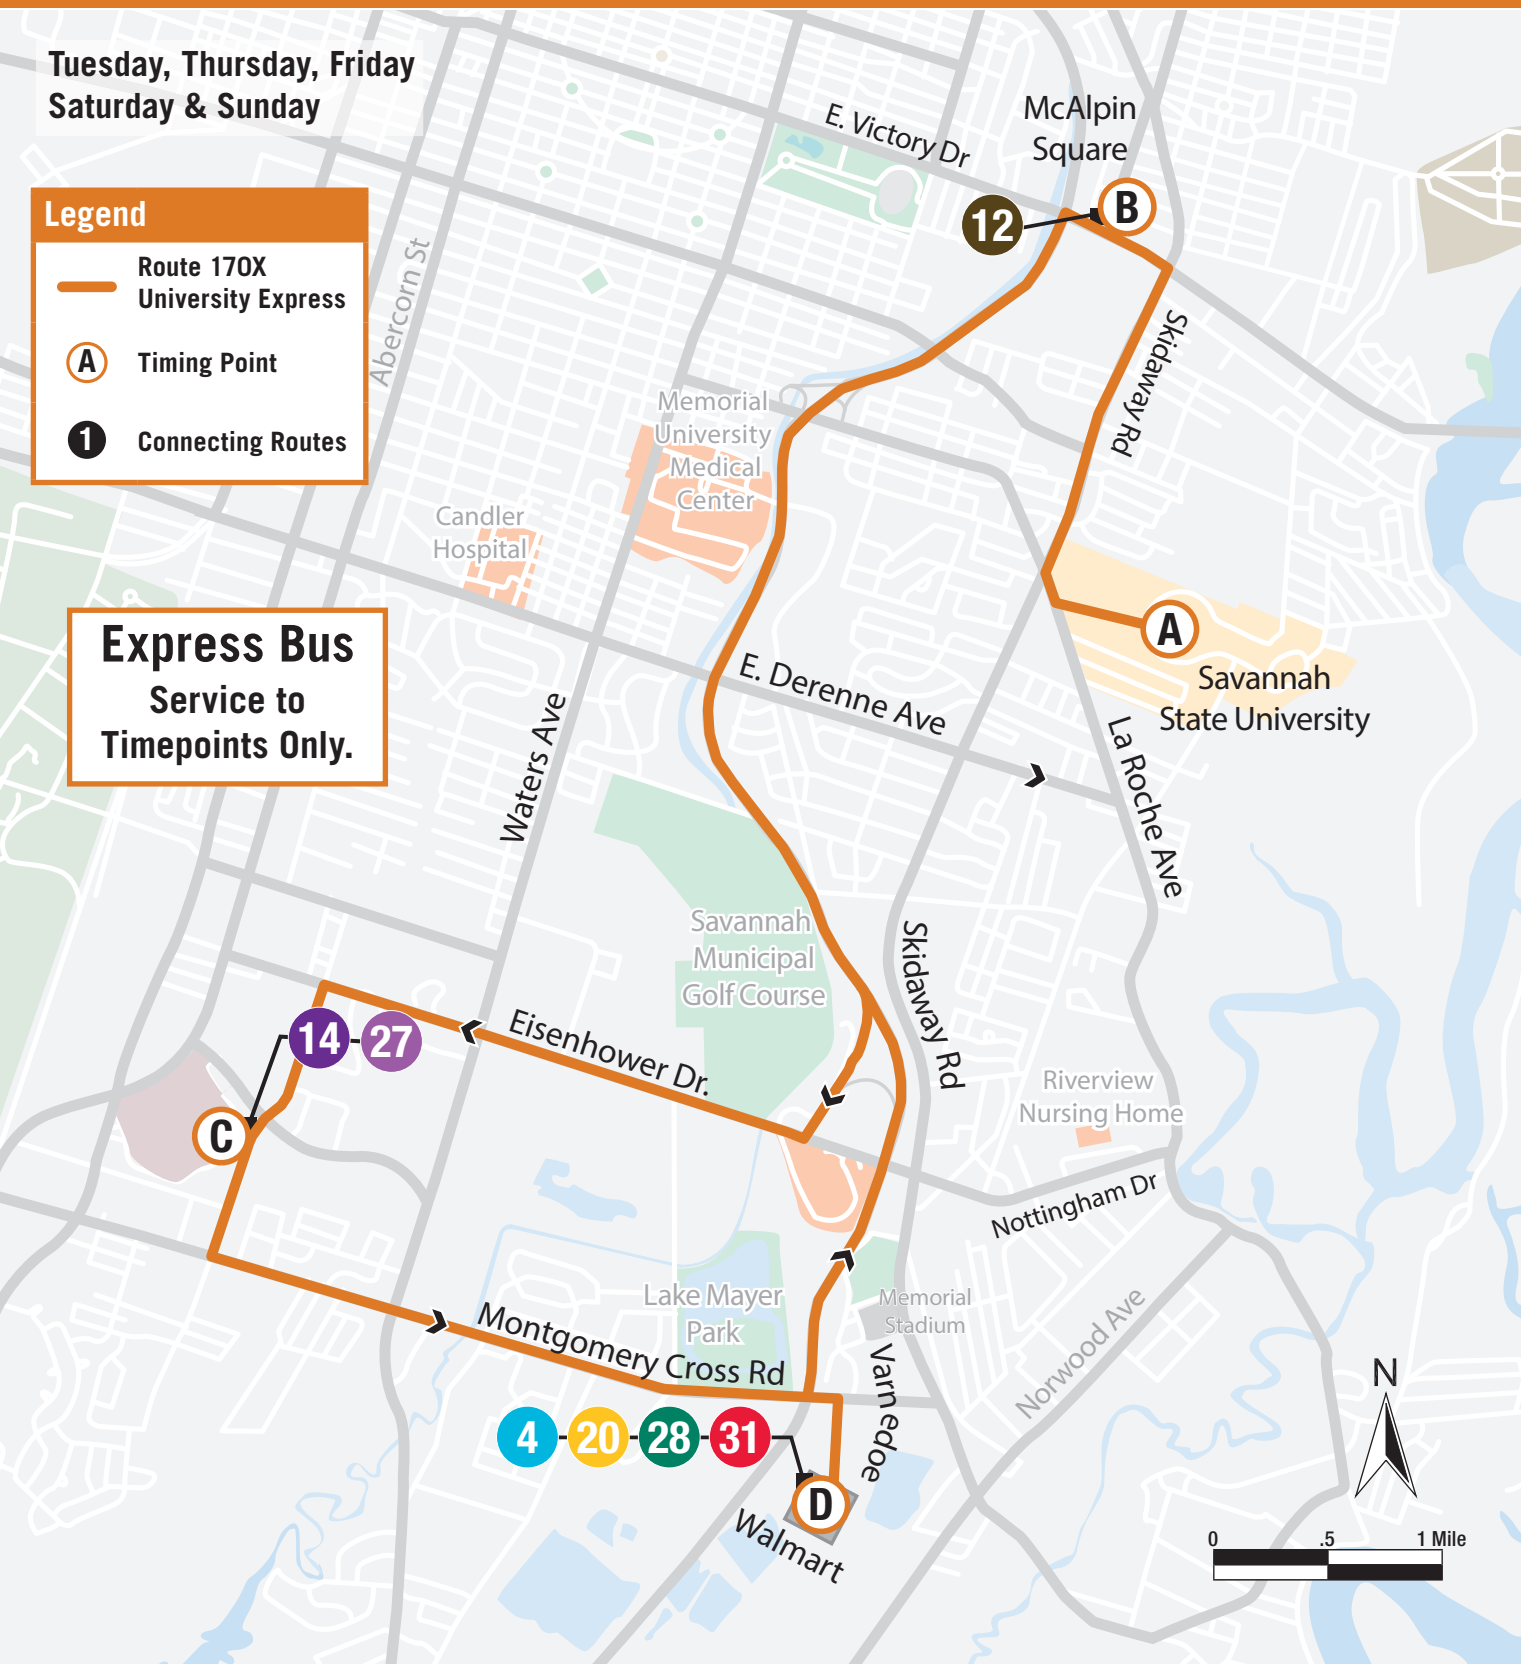 Tuesday, Thursday, Friday
Saturday & Sunday
Legend
Route 170X
University Express
A
Timing Point
1
Connecting Routes
Express Bus
Service to
Timepoints Only.
E. Victory Dr
McAlpin
Square
12
B
Abercorn St
Skidaway Rd
Memorial
University
Medical
Center
Candler
Hospital
A
Savannah
State University
E. Derenne Ave
Waters Ave
La Roche Ave
Savannah
Municipal
Golf Course
Skidaway Rd
14
27
Eisenhower Dr.
C
Riverview
Nursing Home
Nottingham Dr
Lake Mayer
Park
Memorial
Stadium
Norwood Ave
Montgomery Cross Rd
Varnedoe
4
20
28
31
D
Walmart
N
0 .5 1 Mile